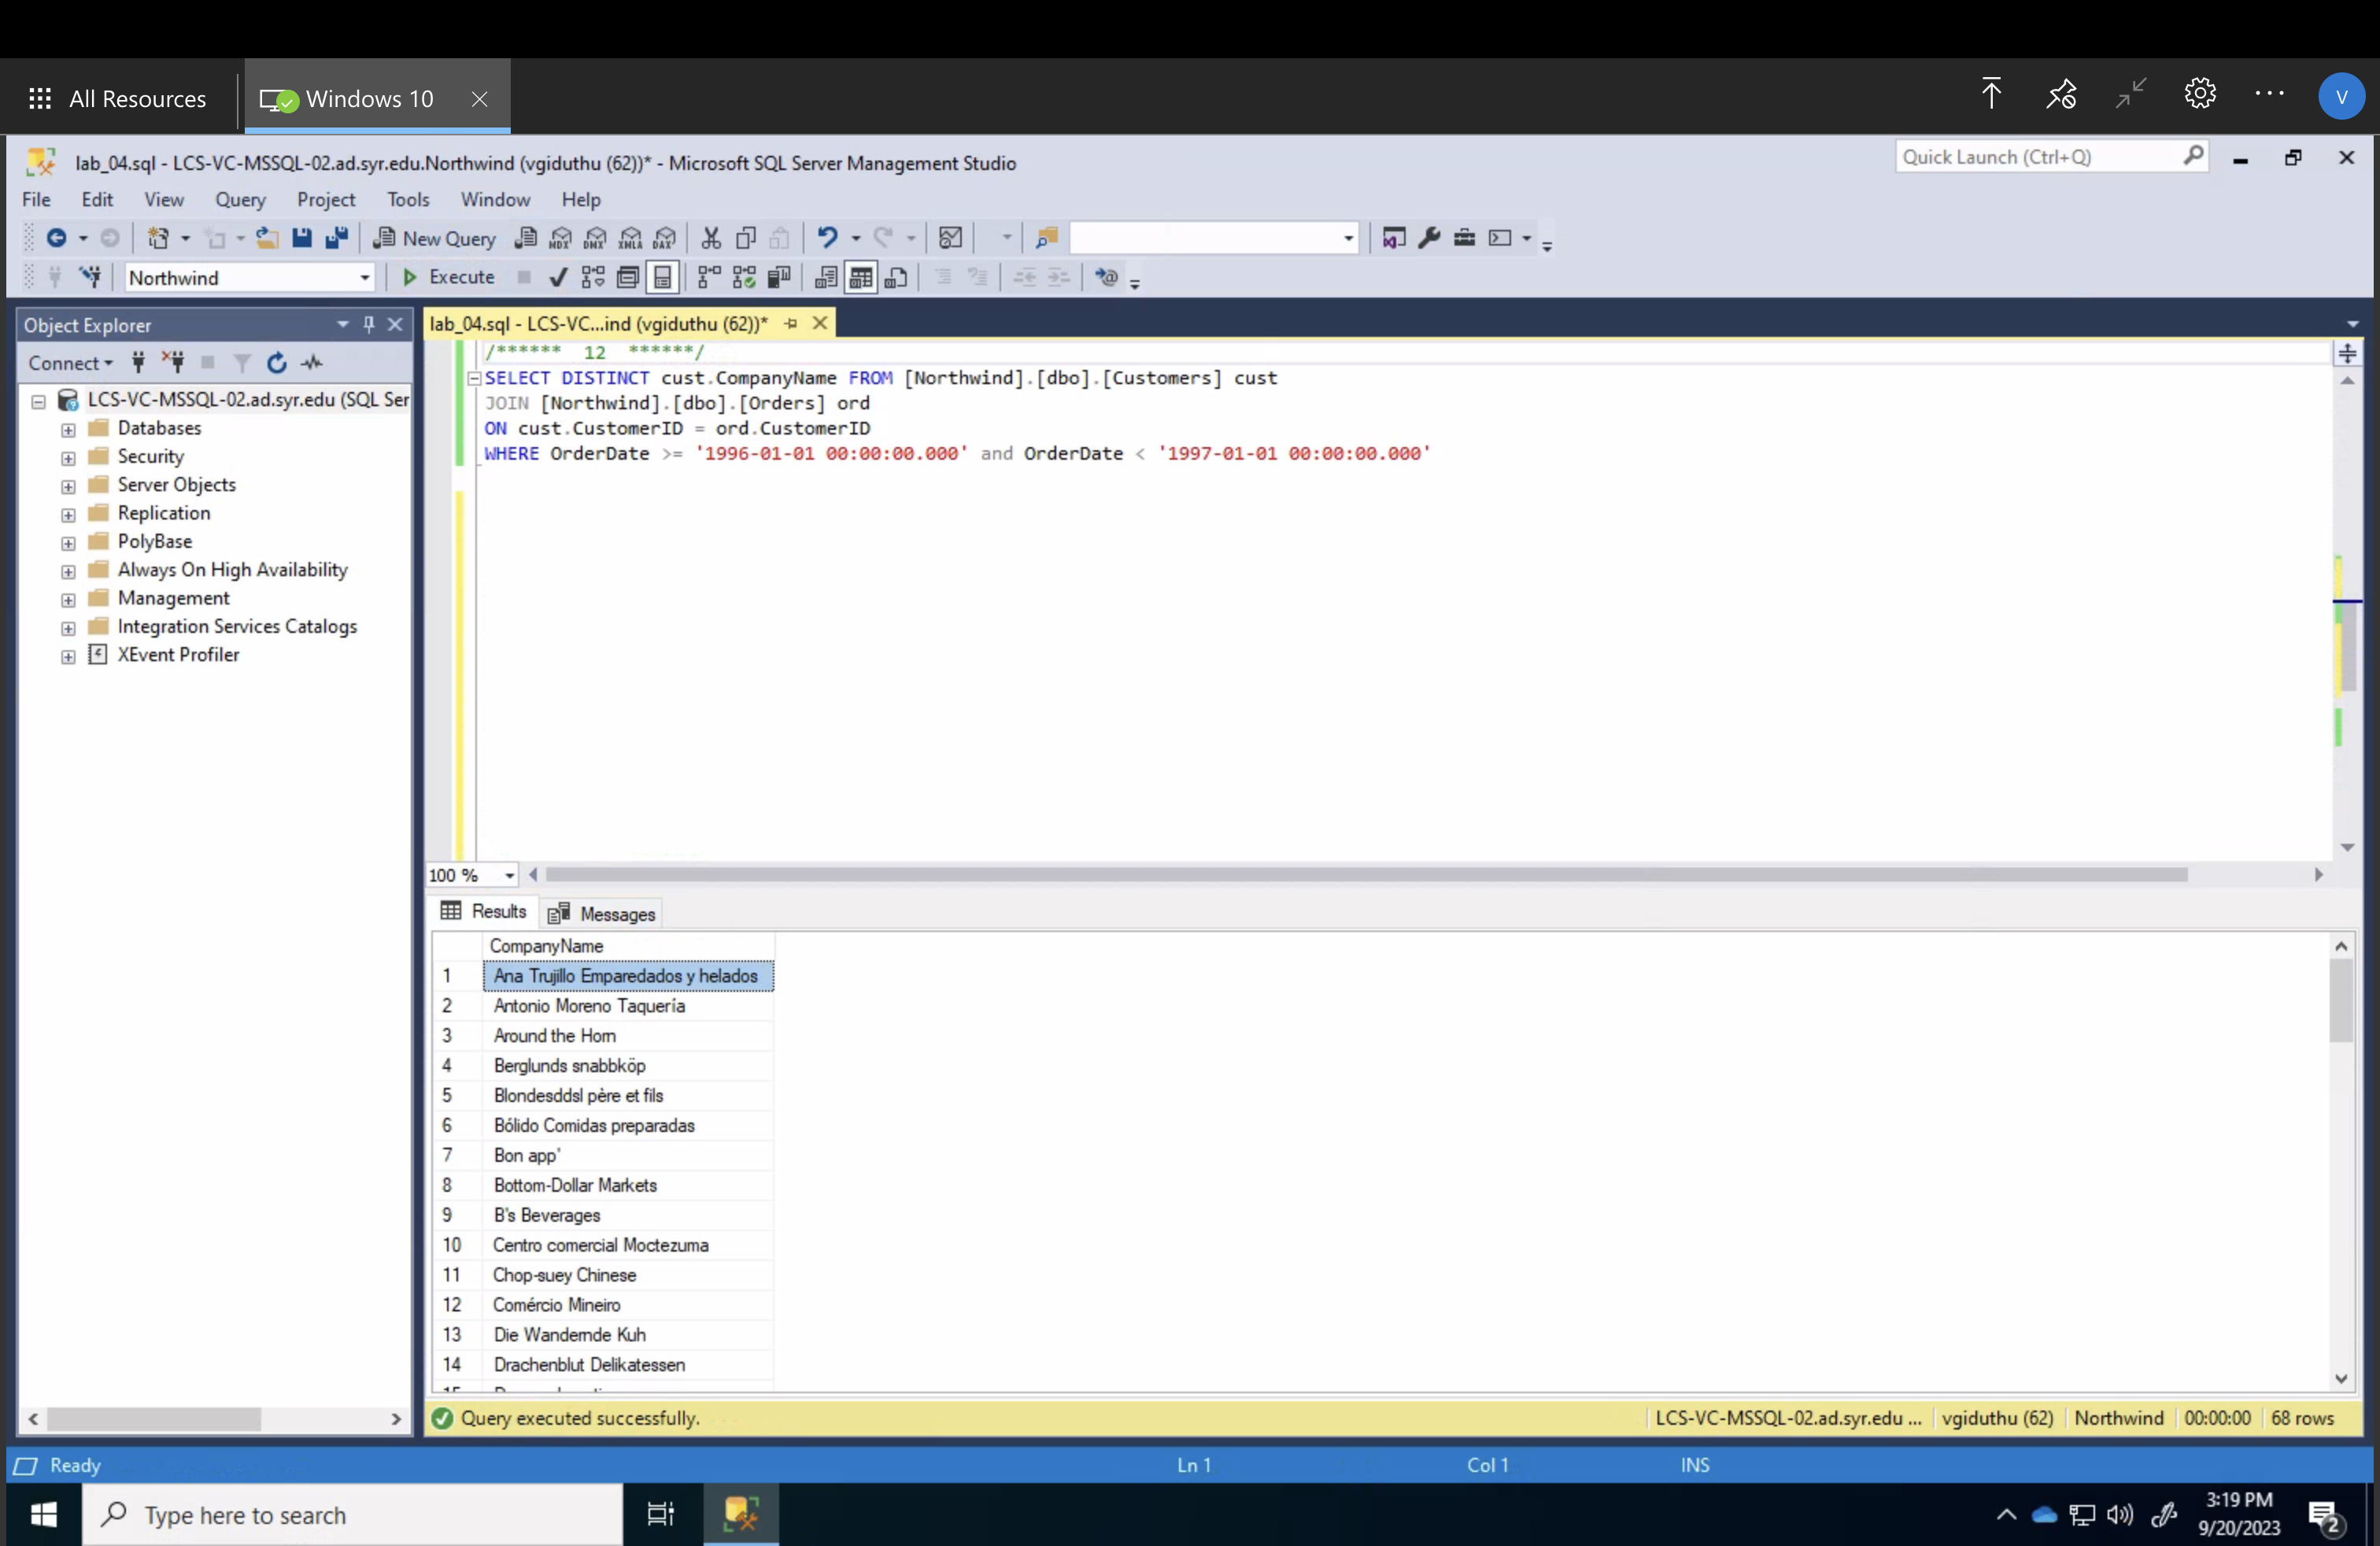 All Resources
Windows 10
V
lab_04.sql - LCS-VC-MSSQL-02.ad.syr.edu.Northwind (vgiduthu (62))* - Microsoft SQL Server Management Studio
Quick Launch (Ctrl+Q)
File Edit View Query Project Tools Window Help
New Query MDX DMX XMLA DAX
Northwind Execute
Object Explorer
lab_04.sql - LCS-VC...ind (vgiduthu (62))*
Connect
LCS-VC-MSSQL-02.ad.syr.edu (SQL Ser
Databases
Security
Server Objects
Replication
PolyBase
Always On High Availability
Management
Integration Services Catalogs
XEvent Profiler
/****** 12 ******/
SELECT DISTINCT cust.CompanyName FROM [Northwind].[dbo].[Customers] cust
JOIN [Northwind].[dbo].[Orders] ord
ON cust.CustomerID = ord.CustomerID
WHERE OrderDate >= '1996-01-01 00:00:00.000' and OrderDate < '1997-01-01 00:00:00.000'
100 %
Results Messages
CompanyName
1 Ana Trujillo Emparedados y helados
2 Antonio Moreno Taquería
3 Around the Horn
4 Berglunds snabbköp
5 Blondesddsl père et fils
6 Bólido Comidas preparadas
7 Bon app'
8 Bottom-Dollar Markets
9 B's Beverages
10 Centro comercial Moctezuma
11 Chop-suey Chinese
12 Comércio Mineiro
13 Die Wandernde Kuh
14 Drachenblut Delikatessen
Query executed successfully.
LCS-VC-MSSQL-02.ad.syr.edu ... vgiduthu (62) Northwind 00:00:00 68 rows
Ready Ln 1 Col 1 INS
Type here to search
3:19 PM
9/20/2023
2